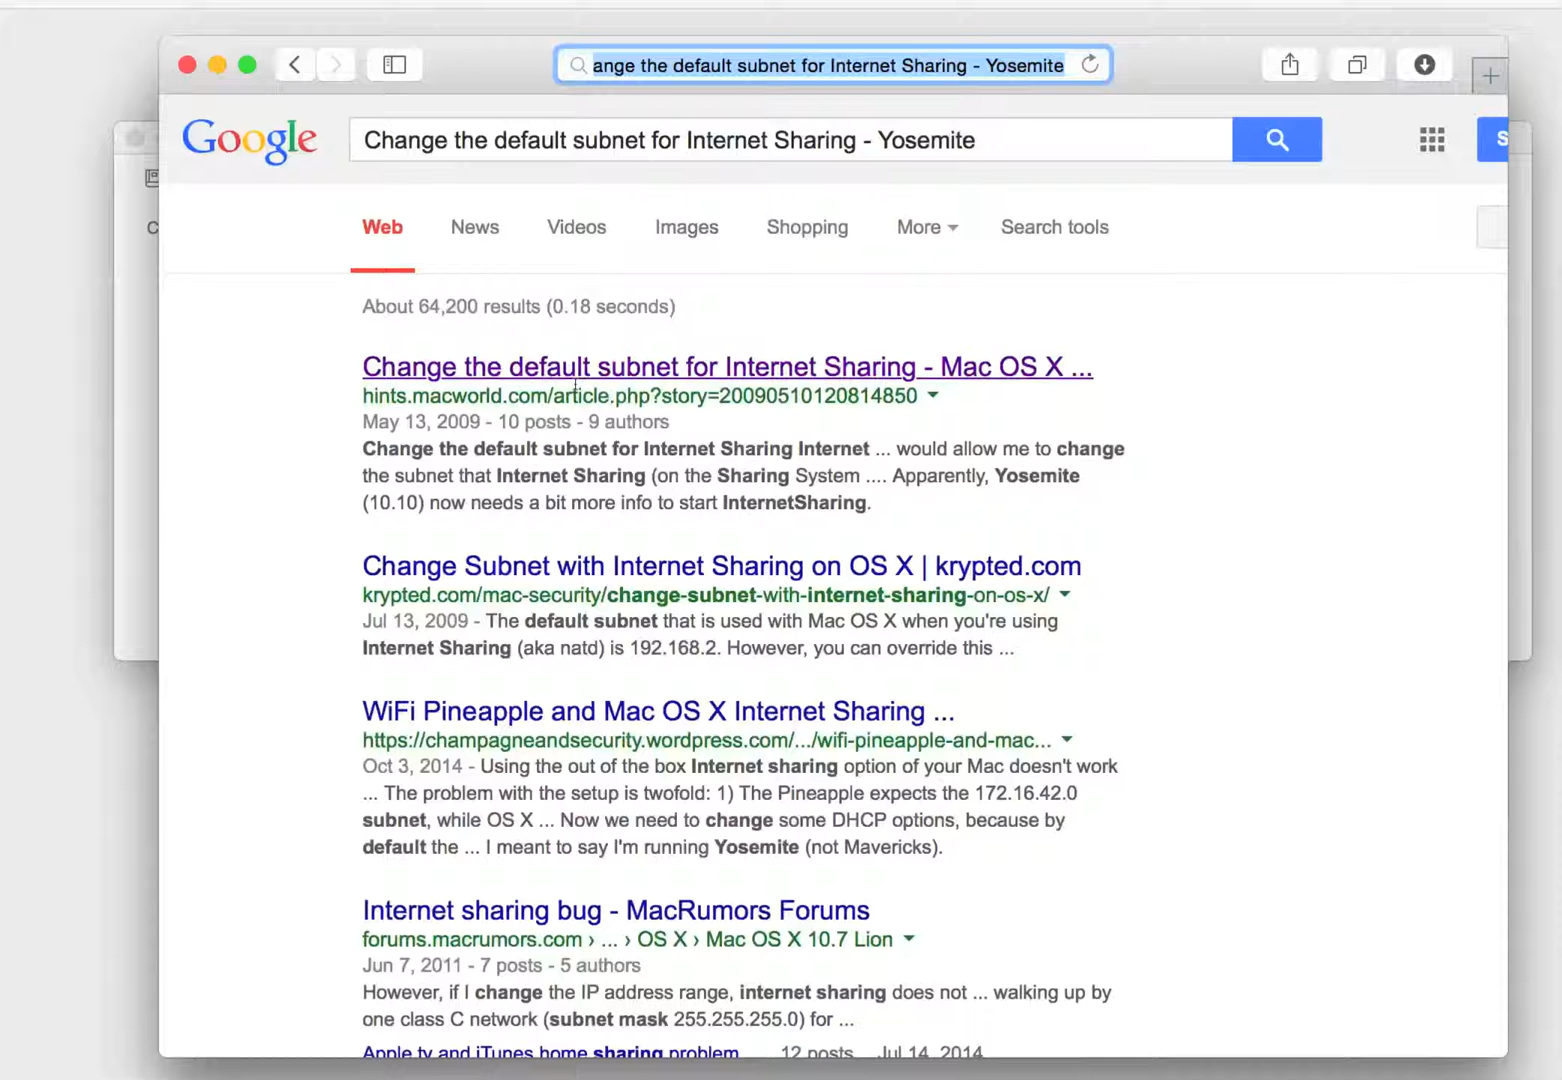 ange the default subnet for Internet Sharing - Yosemite
Google
Change the default subnet for Internet Sharing - Yosemite
S
C
Web News Videos Images Shopping More Search tools
About 64,200 results (0.18 seconds)
Change the default subnet for Internet Sharing - Mac OS X ...
hints.macworld.com/article.php?story=20090510120814850
May 13, 2009 - 10 posts - 9 authors
Change the default subnet for Internet Sharing Internet ... would allow me to change
the subnet that Internet Sharing (on the Sharing System .... Apparently, Yosemite
(10.10) now needs a bit more info to start InternetSharing.
Change Subnet with Internet Sharing on OS X | krypted.com
krypted.com/mac-security/change-subnet-with-internet-sharing-on-os-x/
Jul 13, 2009 - The default subnet that is used with Mac OS X when you're using
Internet Sharing (aka natd) is 192.168.2. However, you can override this ...
WiFi Pineapple and Mac OS X Internet Sharing ...
https://champagneandsecurity.wordpress.com/.../wifi-pineapple-and-mac...
Oct 3, 2014 - Using the out of the box Internet sharing option of your Mac doesn't work
... The problem with the setup is twofold: 1) The Pineapple expects the 172.16.42.0
subnet, while OS X ... Now we need to change some DHCP options, because by
default the ... I meant to say I'm running Yosemite (not Mavericks).
Internet sharing bug - MacRumors Forums
forums.macrumors.com › ... › OS X › Mac OS X 10.7 Lion
Jun 7, 2011 - 7 posts - 5 authors
However, if I change the IP address range, internet sharing does not ... walking up by
one class C network (subnet mask 255.255.255.0) for ...
Apple tv and iTunes home sharing problem 12 posts Jul 14, 2014